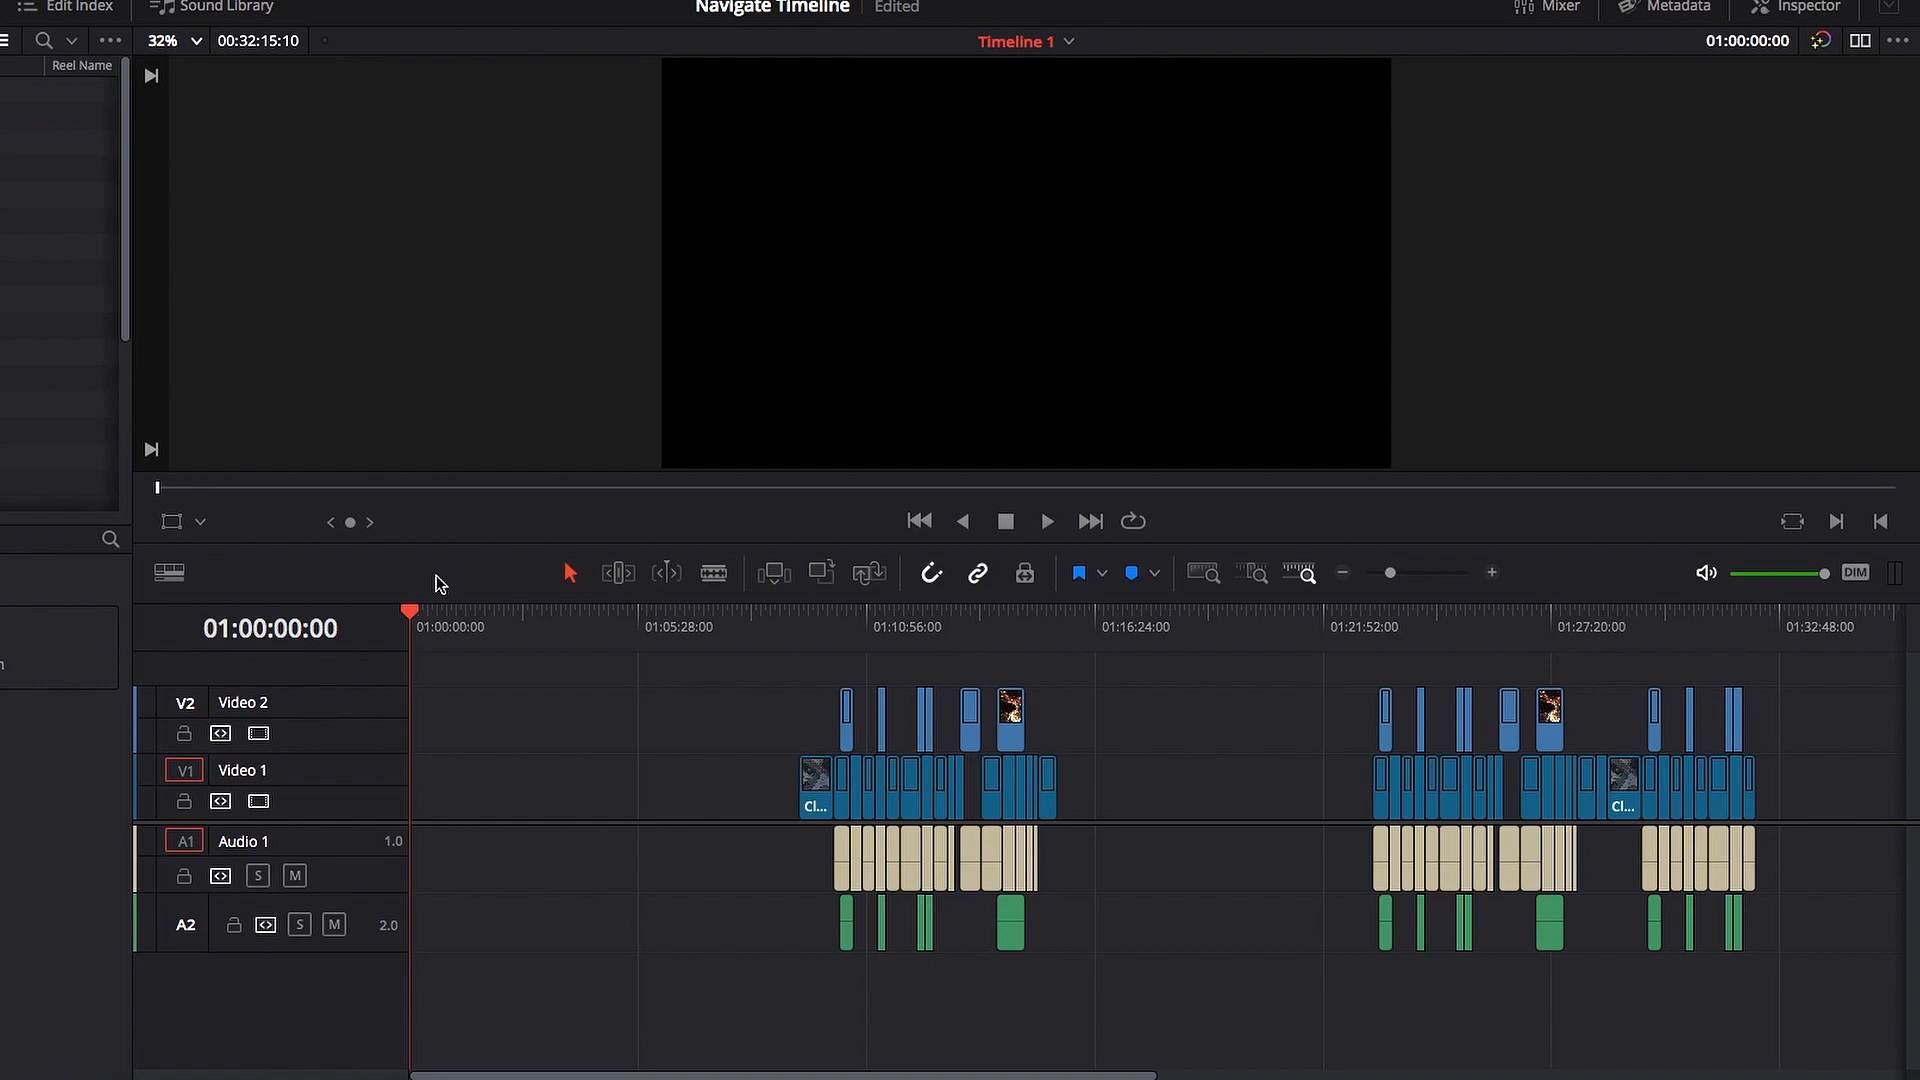 Edit Index
Sound Library
Navigate Timeline
Edited
Mixer
Metadata
Inspector
32%
00:32:15:10
Timeline 1
01:00:00:00
Reel Name
DIM
01:00:00:00
01:00:00:00
01:05:28:00
01:10:56:00
01:16:24:00
01:21:52:00
01:27:20:00
01:32:48:00
V2 Video 2
V1 Video 1
Cl...
Cl...
A1 Audio 1 1.0
S M
A2 S M 2.0